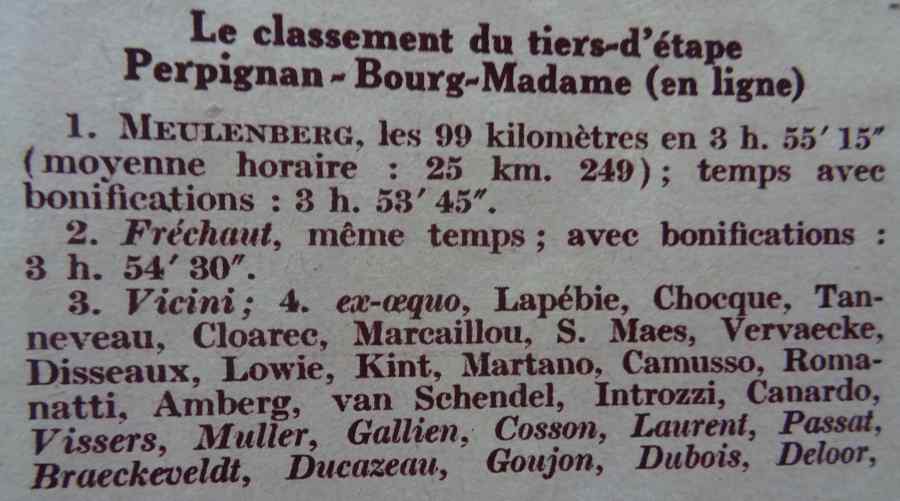 Le classement du tiers-d'étape
Perpignan - Bourg-Madame (en ligne)
1. MEULENBERG, les 99 kilomètres en 3 h. 55' 15"
(moyenne horaire : 25 km. 249) ; temps avec
bonifications : 3 h. 53' 45".
2. Fréchaut, même temps ; avec bonifications :
3 h. 54' 30".
3. Vicini ; 4. ex-œquo, Lapébie, Chocque, Tan-
neveau, Cloarec, Marcaillou, S. Maes, Vervaecke,
Disseaux, Lowie, Kint, Martano, Camusso, Roma-
natti, Amberg, van Schendel, Introzzi, Canardo,
Vissers, Muller, Gallien, Cosson, Laurent, Passat,
Braeckeveldt, Ducazeau, Goujon, Dubois, Deloor,